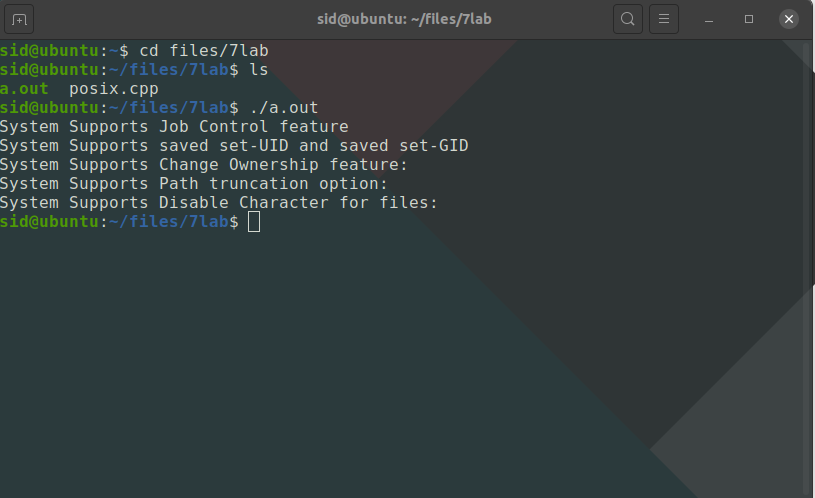 sid@ubuntu: ~/files/7lab
sid@ubuntu:~$ cd files/7lab
sid@ubuntu:~/files/7lab$ ls
a.out  posix.cpp
sid@ubuntu:~/files/7lab$ ./a.out
System Supports Job Control feature
System Supports saved set-UID and saved set-GID
System Supports Change Ownership feature:
System Supports Path truncation option:
System Supports Disable Character for files:
sid@ubuntu:~/files/7lab$